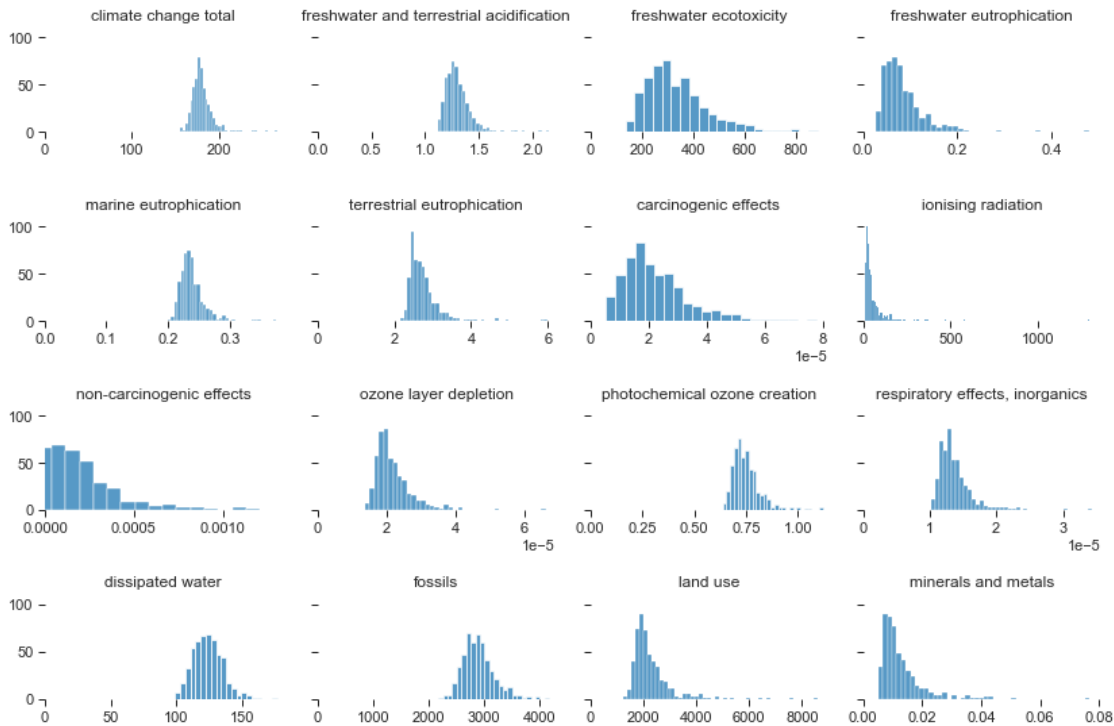 climate change total
freshwater and terrestrial acidification
freshwater ecotoxicity
freshwater eutrophication
100
50
0
0 100 200
0.0 0.5 1.0 1.5 2.0
0 200 400 600 800
0.0 0.2 0.4
marine eutrophication
terrestrial eutrophication
carcinogenic effects
ionising radiation
100
50
0
0.0 0.1 0.2 0.3
0 2 4 6
0 2 4 6 8
1e−5
0 500 1000
non-carcinogenic effects
ozone layer depletion
photochemical ozone creation
respiratory effects, inorganics
100
50
0
0.0000 0.0005 0.0010
0 2 4 6
1e−5
0.00 0.25 0.50 0.75 1.00
0 1 2 3
1e−5
dissipated water
fossils
land use
minerals and metals
100
50
0
0 50 100 150
0 1000 2000 3000 4000
0 2000 4000 6000 8000
0.00 0.02 0.04 0.06 0.08